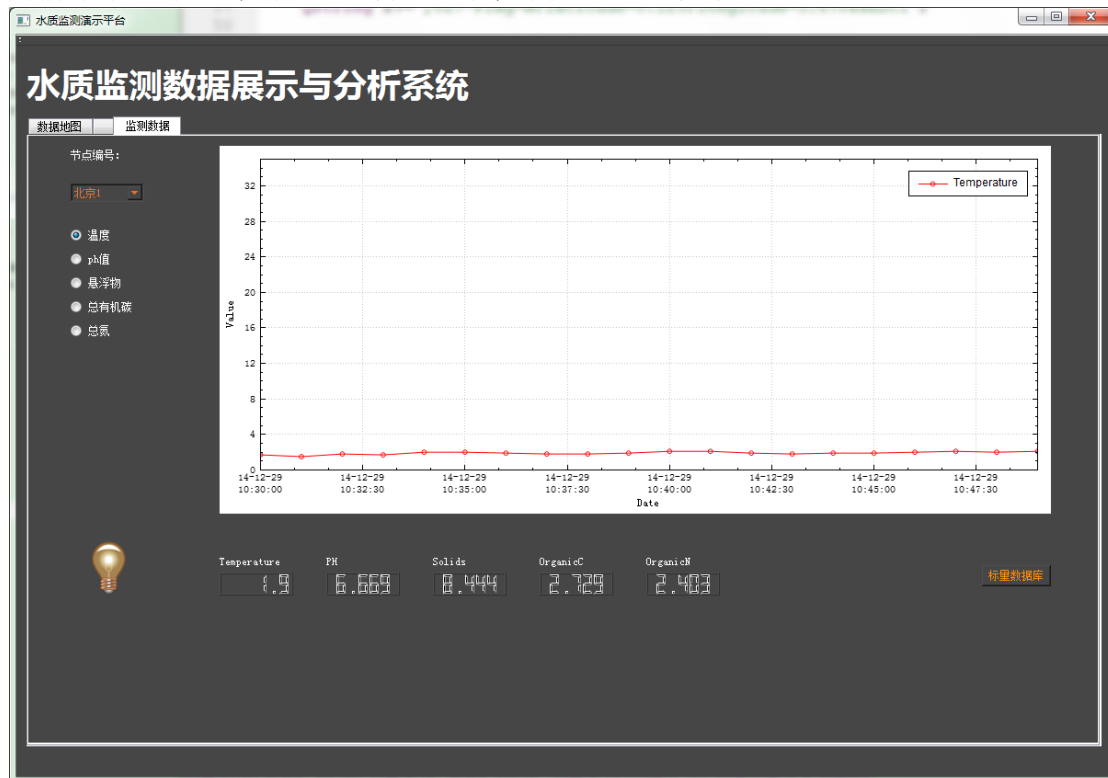 水质监测演示平台
水质监测数据展示与分析系统
数据地图 监测数据
节点编号:
北京1
温度
ph值
悬浮物
总有机碳
总氮
Temperature
32
28
24
20
16
12
8
4
0
Value
14-12-29 14-12-29 14-12-29 14-12-29 14-12-29 14-12-29 14-12-29 14-12-29
10:30:00 10:32:30 10:35:00 10:37:30 10:40:00 10:42:30 10:45:00 10:47:30
Date
Temperature PH Solids OrganicC OrganicN
1.9 6.669 8.444 2.729 2.403
标量数据库